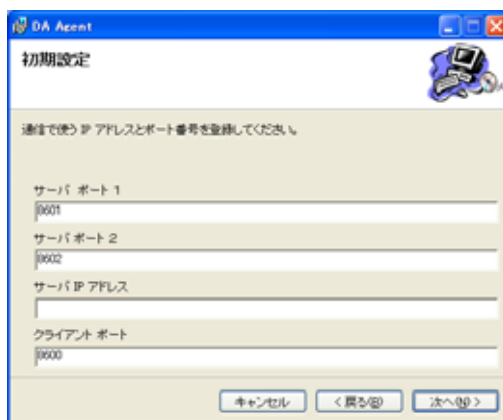 DA Agent
初期設定
通信で使う IP アドレスとポート番号を登録してください。
サーバ ポート 1
8601
サーバ ポート 2
8602
サーバ IP アドレス
クライアント ポート
8600
キャンセル
< 戻る(B)
次へ(N) >